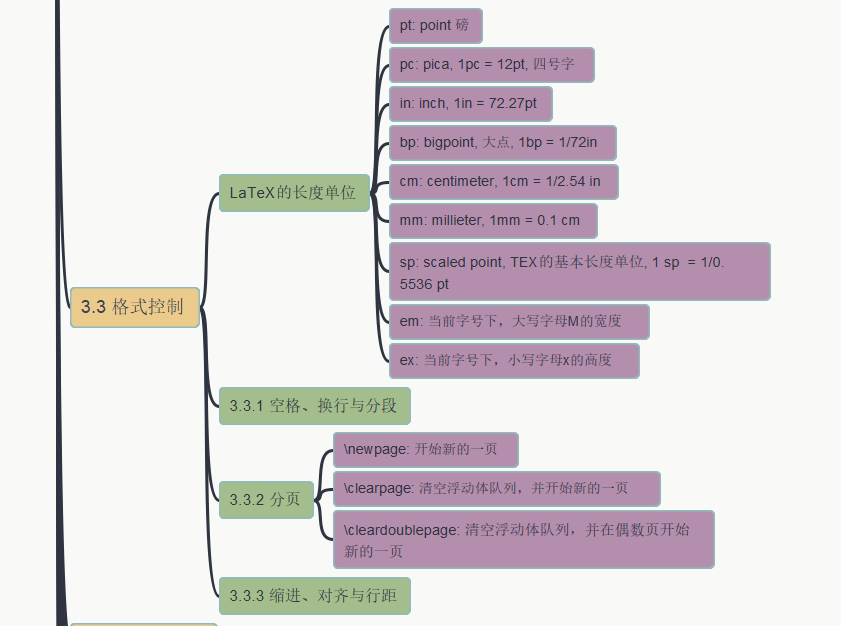 3.3 格式控制
LaTeX的长度单位
pt: point 磅
pc: pica, 1pc = 12pt, 四号字
in: inch, 1in = 72.27pt
bp: bigpoint, 大点, 1bp = 1/72in
cm: centimeter, 1cm = 1/2.54 in
mm: millieter, 1mm = 0.1 cm
sp: scaled point, TEX的基本长度单位, 1 sp  = 1/0.
5536 pt
em: 当前字号下，大写字母M的宽度
ex: 当前字号下，小写字母x的高度
3.3.1 空格、换行与分段
3.3.2 分页
\newpage: 开始新的一页
\clearpage: 清空浮动体队列，并开始新的一页
\cleardoublepage: 清空浮动体队列，并在偶数页开始
新的一页
3.3.3 缩进、对齐与行距